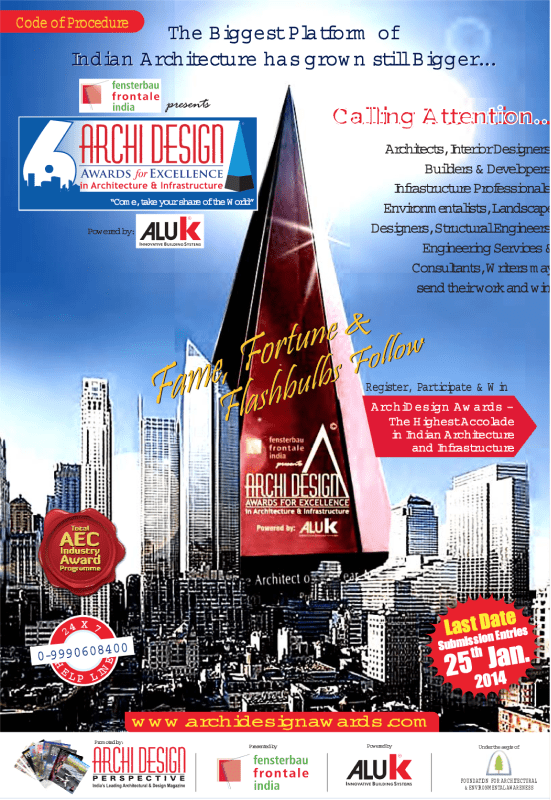 Code of Procedure
The Biggest Platform of
Indian Architecture has grown still Bigger...
fensterbau
frontale
india
presents
6
ARCHI DESIGN
AWARDS for EXCELLENCE
in Architecture & Infrastructure
"Come, take your share of the World"
Powered by:
ALUK
INNOVATIVE BUILDING SYSTEMS
Calling Attention...
Architects, Interior Designers
Builders & Developers
Infrastructure Professionals
Environmentalists, Landscape
Designers, Structural Engineers
Engineering Services &
Consultants, Writers may
send their work and win
Fame, Fortune &
Flashbulbs Follow
Register, Participate & Win
ArchiDesign Awards -
The Highest Accolade
in Indian Architecture
and Infrastructure
fensterbau
frontale
india
presents
ARCHI DESIGN
AWARDS FOR EXCELLENCE
in Architecture & Infrastructure
Powered by: ALUK
Architect o
Total
AEC
Industry
Award
Programme
24 X 7
0-9990608400
HELP LINE
Last Date
Submission Entries
25th Jan.
2014
www.archidesignawards.com
Promoted by:
ARCHI DESIGN
PERSPECTIVE
India's Leading Architectural & Design Magazine
Presented by
fensterbau
frontale
india
Powered by
ALUK
INNOVATIVE BUILDING SYSTEMS
Under the aegis of
FOUNDATION FOR ARCHITECTURAL
& ENVIRONMENTAL AWARENESS